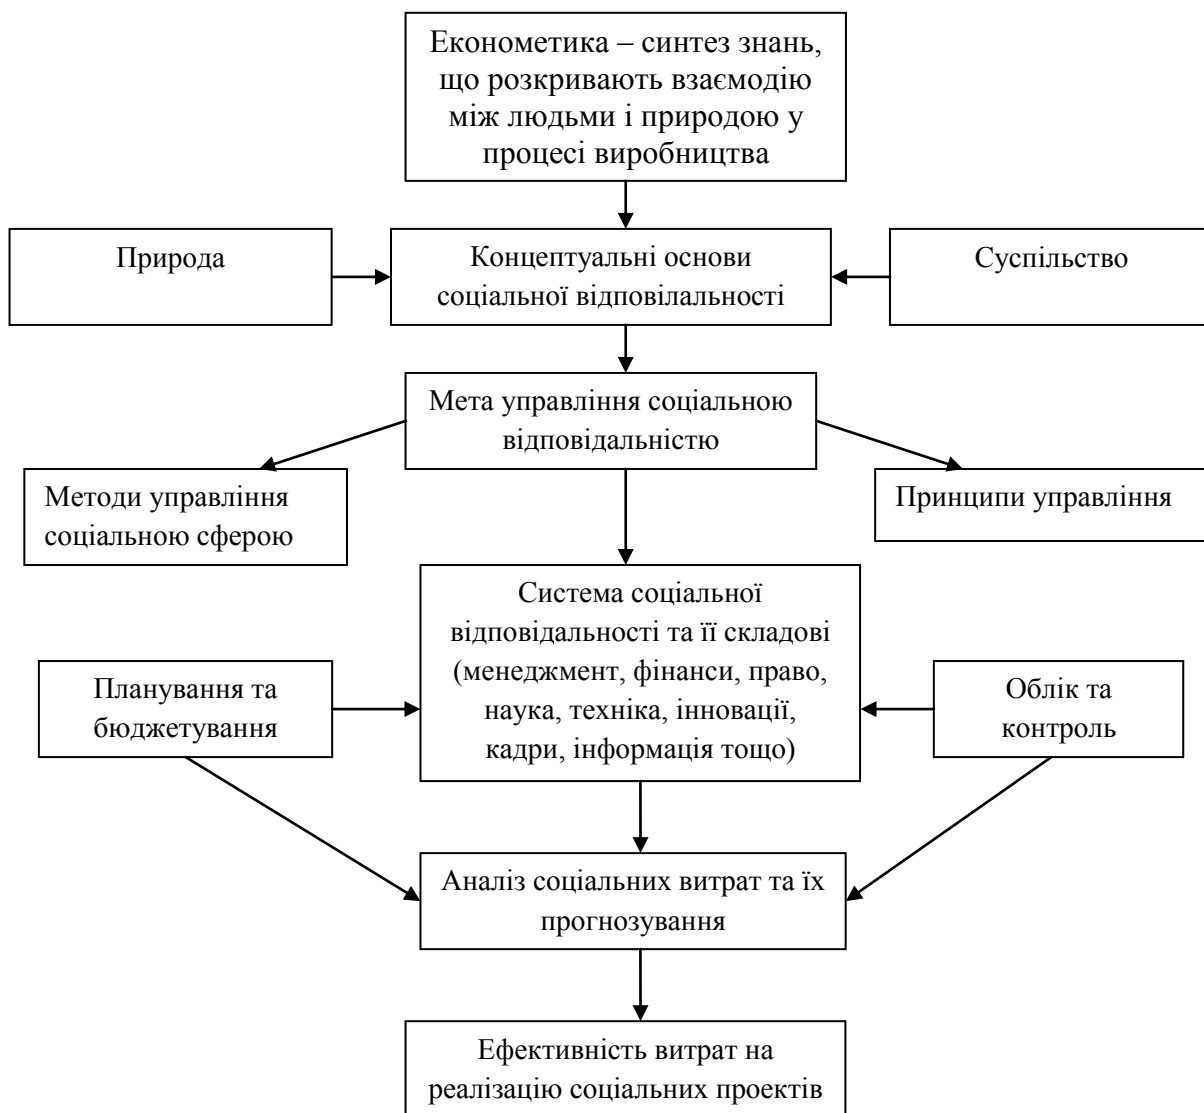 Економетика – синтез знань,
що розкривають взаємодію
між людьми і природою у
процесі виробництва
Природа
Концептуальні основи
соціальної відповілальності
Суспільство
Мета управління соціальною
відповідальністю
Методи управління
соціальною сферою
Принципи управління
Система соціальної
відповідальності та її складові
(менеджмент, фінанси, право,
наука, техніка, інновації,
кадри, інформація тощо)
Планування та
бюджетування
Облік та
контроль
Аналіз соціальних витрат та їх
прогнозування
Ефективність витрат на
реалізацію соціальних проектів